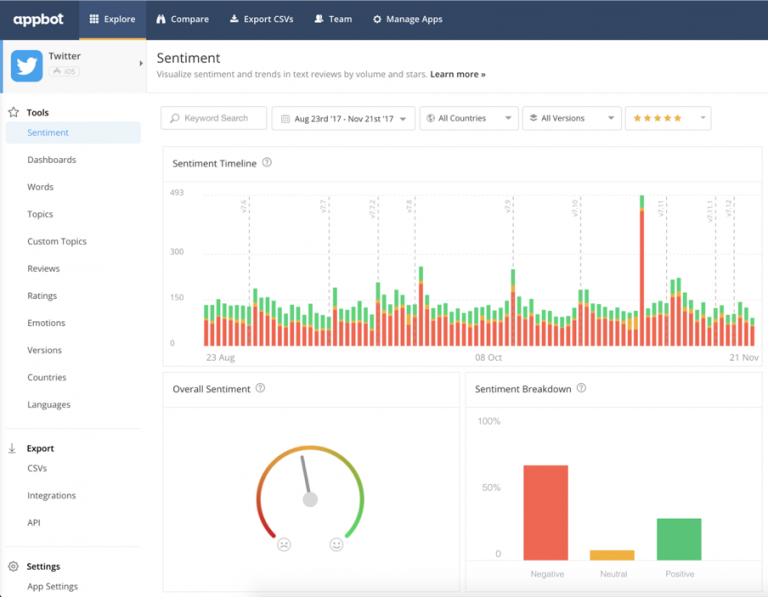 appbot
Explore
Compare
Export CSVs
Team
Manage Apps
Twitter
iOS
Sentiment
Visualize sentiment and trends in text reviews by volume and stars. Learn more »
Tools
Sentiment
Dashboards
Words
Topics
Custom Topics
Reviews
Ratings
Emotions
Versions
Countries
Languages
Export
CSVs
Integrations
API
Settings
App Settings
Keyword Search
Aug 23rd '17 - Nov 21st '17
All Countries
All Versions
Sentiment Timeline
493
300
150
0
v7.6
v7.7
v7.7.2
v7.8
v7.9
v7.10
v7.11
v7.11.1
v7.12
23 Aug
08 Oct
21 Nov
Overall Sentiment
Sentiment Breakdown
100%
50%
0
Negative
Neutral
Positive